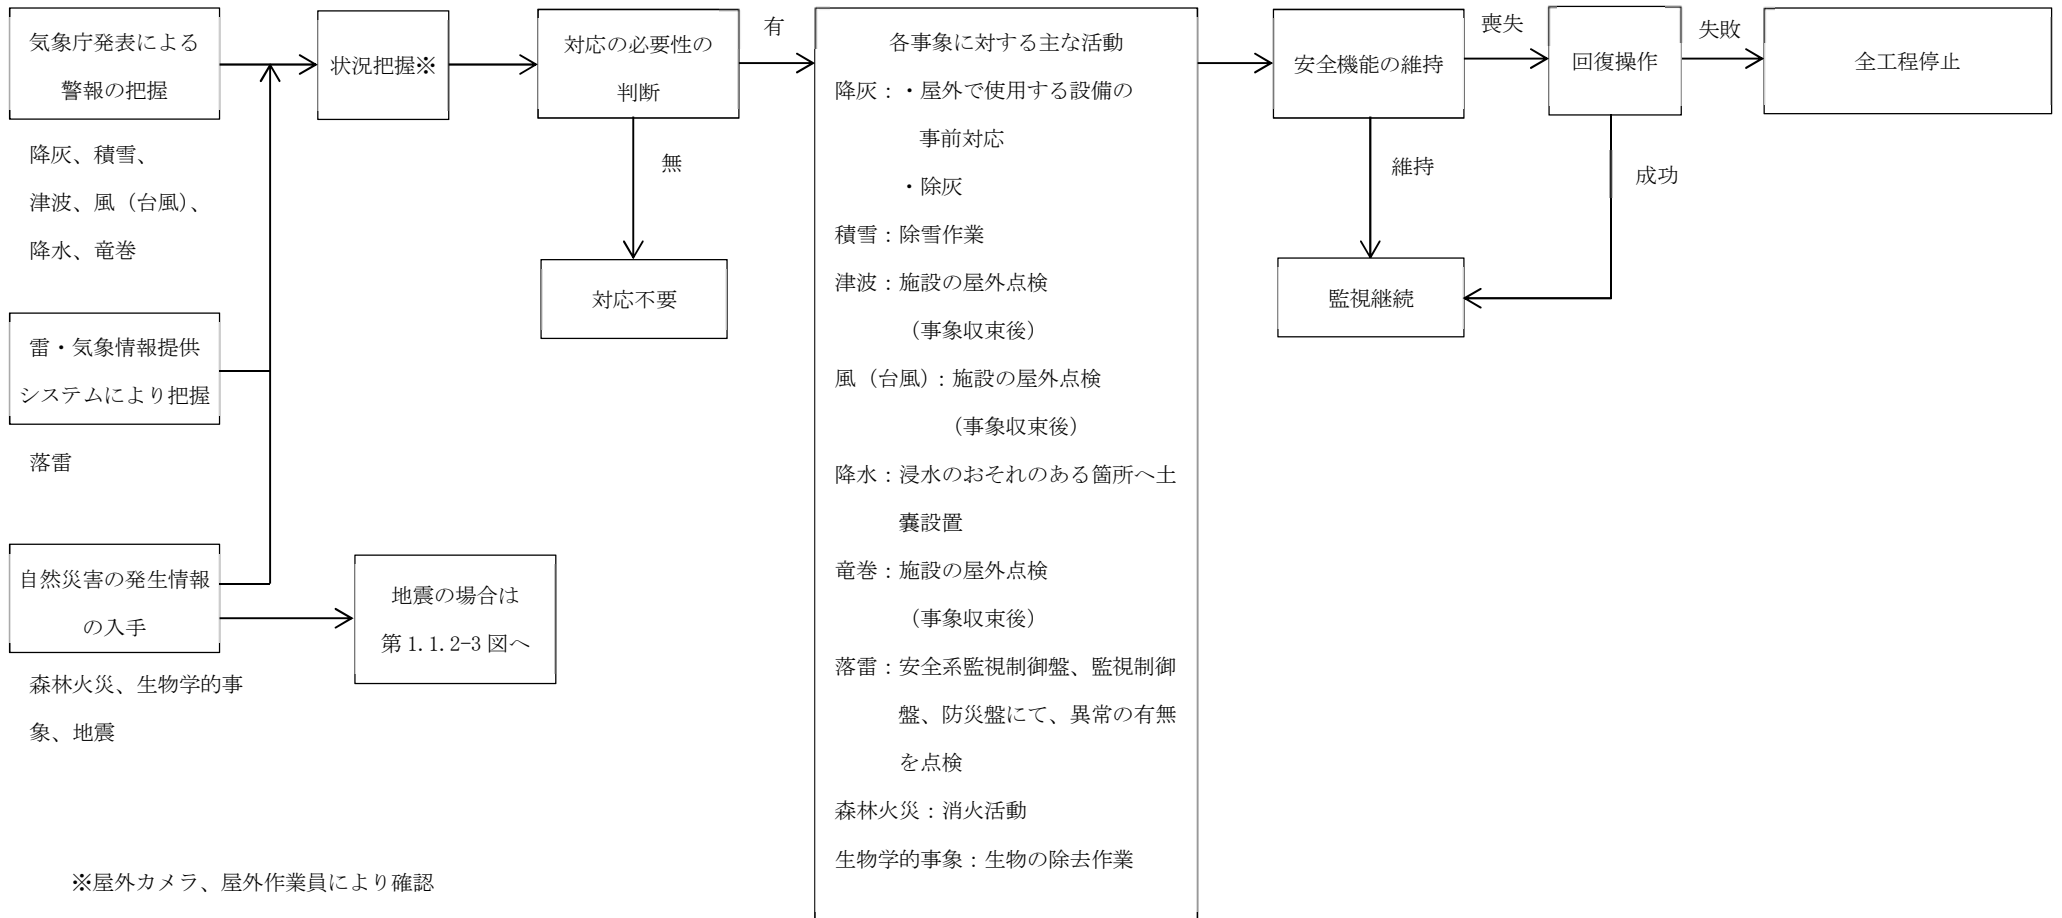 気象庁発表による
警報の把握
降灰、積雪、
津波、風（台風）、
降水、竜巻
雷・気象情報提供
システムにより把握
落雷
自然災害の発生情報
の入手
森林火災、生物学的事
象、地震
地震の場合は
第 1.1.2-3 図へ
状況把握※
対応の必要性の
判断
有
無
対応不要
各事象に対する主な活動
降灰：・屋外で使用する設備の
事前対応
・除灰
積雪：除雪作業
津波：施設の屋外点検
（事象収束後）
風（台風）：施設の屋外点検
（事象収束後）
降水：浸水のおそれのある箇所へ土
嚢設置
竜巻：施設の屋外点検
（事象収束後）
落雷：安全系監視制御盤、監視制御
盤、防災盤にて、異常の有無
を点検
森林火災：消火活動
生物学的事象：生物の除去作業
安全機能の維持
喪失
維持
回復操作
失敗
成功
全工程停止
監視継続
※屋外カメラ、屋外作業員により確認